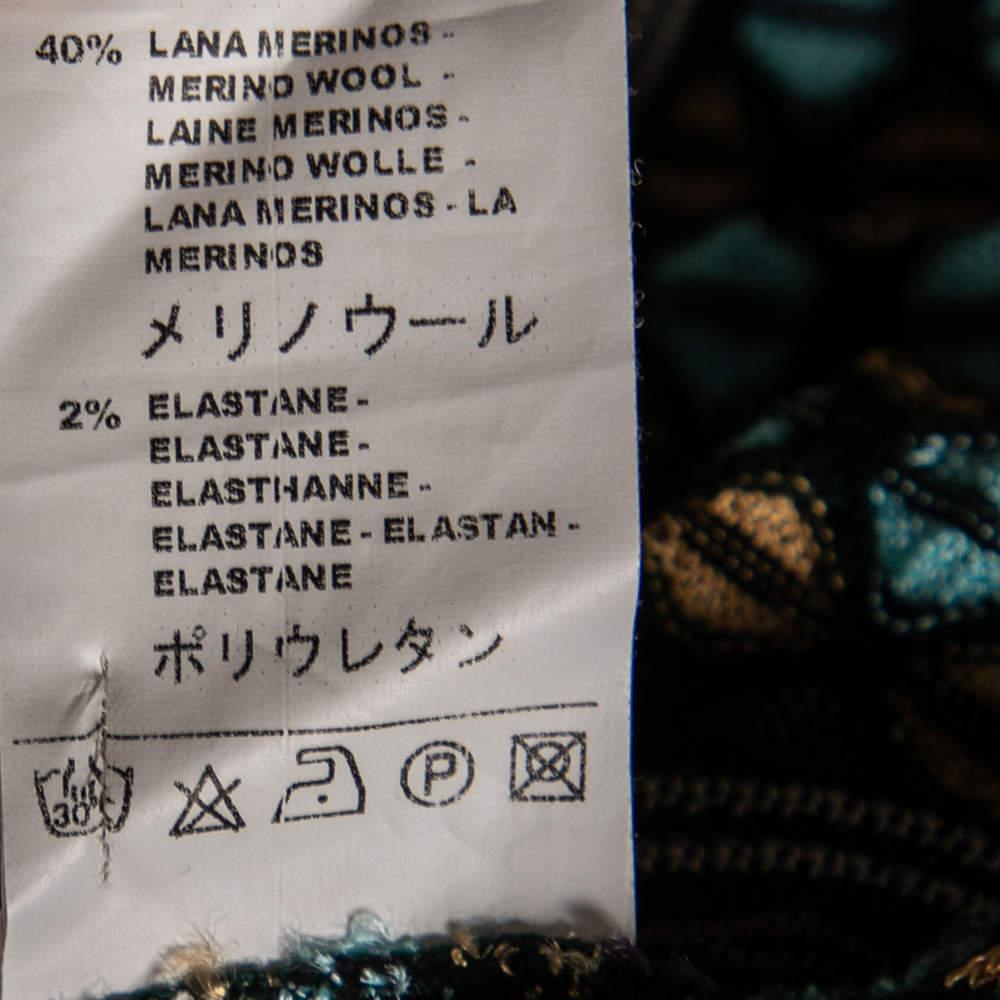 40% LANA MERINOS -
MERINO WOOL -
LAINE MERINOS -
MERINO WOLLE -
LANA MERINOS - LA
MERINOS
メリノウール
2% ELASTANE -
ELASTANE -
ELASTHANNE -
ELASTANE - ELASTAN -
ELASTANE
ポリウレタン
30° P